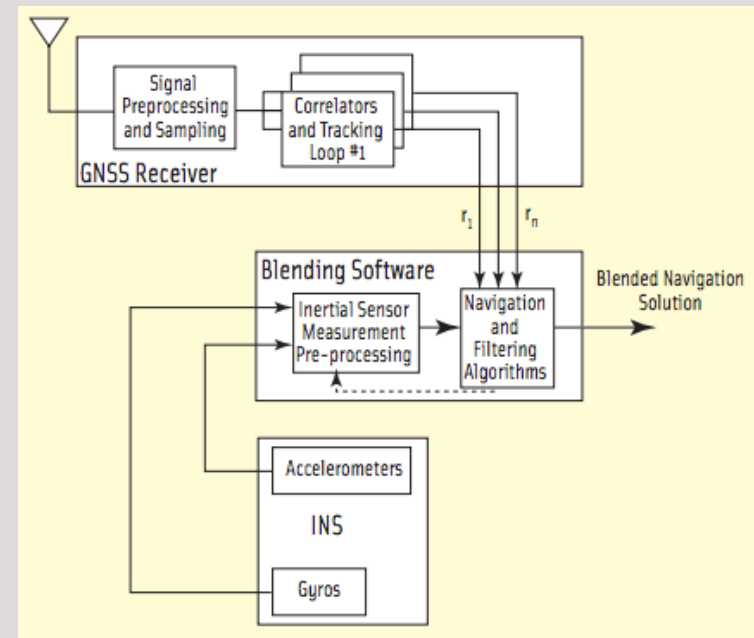 Signal
Preprocessing
and Sampling
Correlators
and Tracking
Loop #1
GNSS Receiver
r₁
rₙ
Blending Software
Inertial Sensor
Measurement
Pre-processing
Navigation
and
Filtering
Algorithms
Blended Navigation
Solution
Accelerometers
INS
Gyros